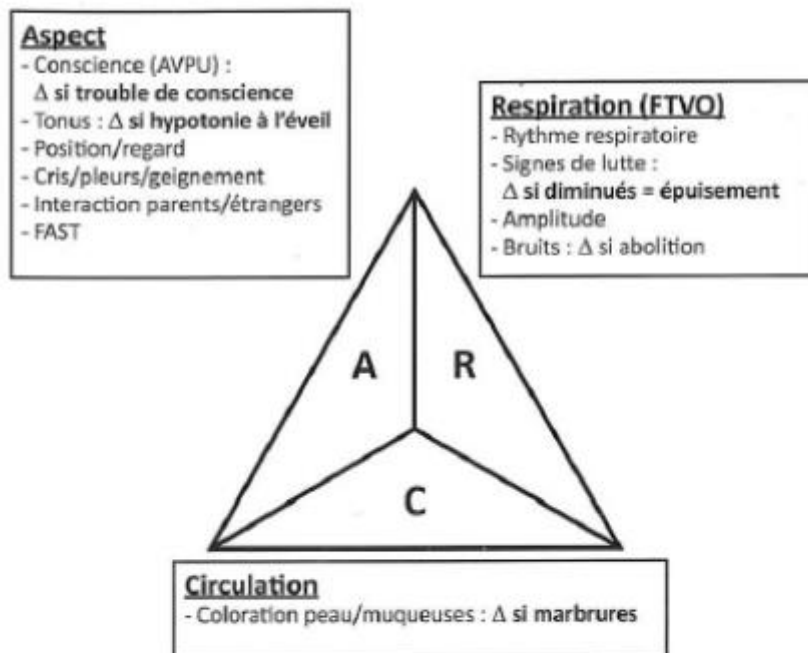 Aspect
- Conscience (AVPU) :
Δ si trouble de conscience
- Tonus : Δ si hypotonie à l'éveil
- Position/regard
- Cris/pleurs/geignement
- Interaction parents/étrangers
- FAST
Respiration (FTVO)
- Rythme respiratoire
- Signes de lutte :
Δ si diminués = épuisement
- Amplitude
- Bruits : Δ si abolition
A
R
C
Circulation
- Coloration peau/muqueuses : Δ si marbrures